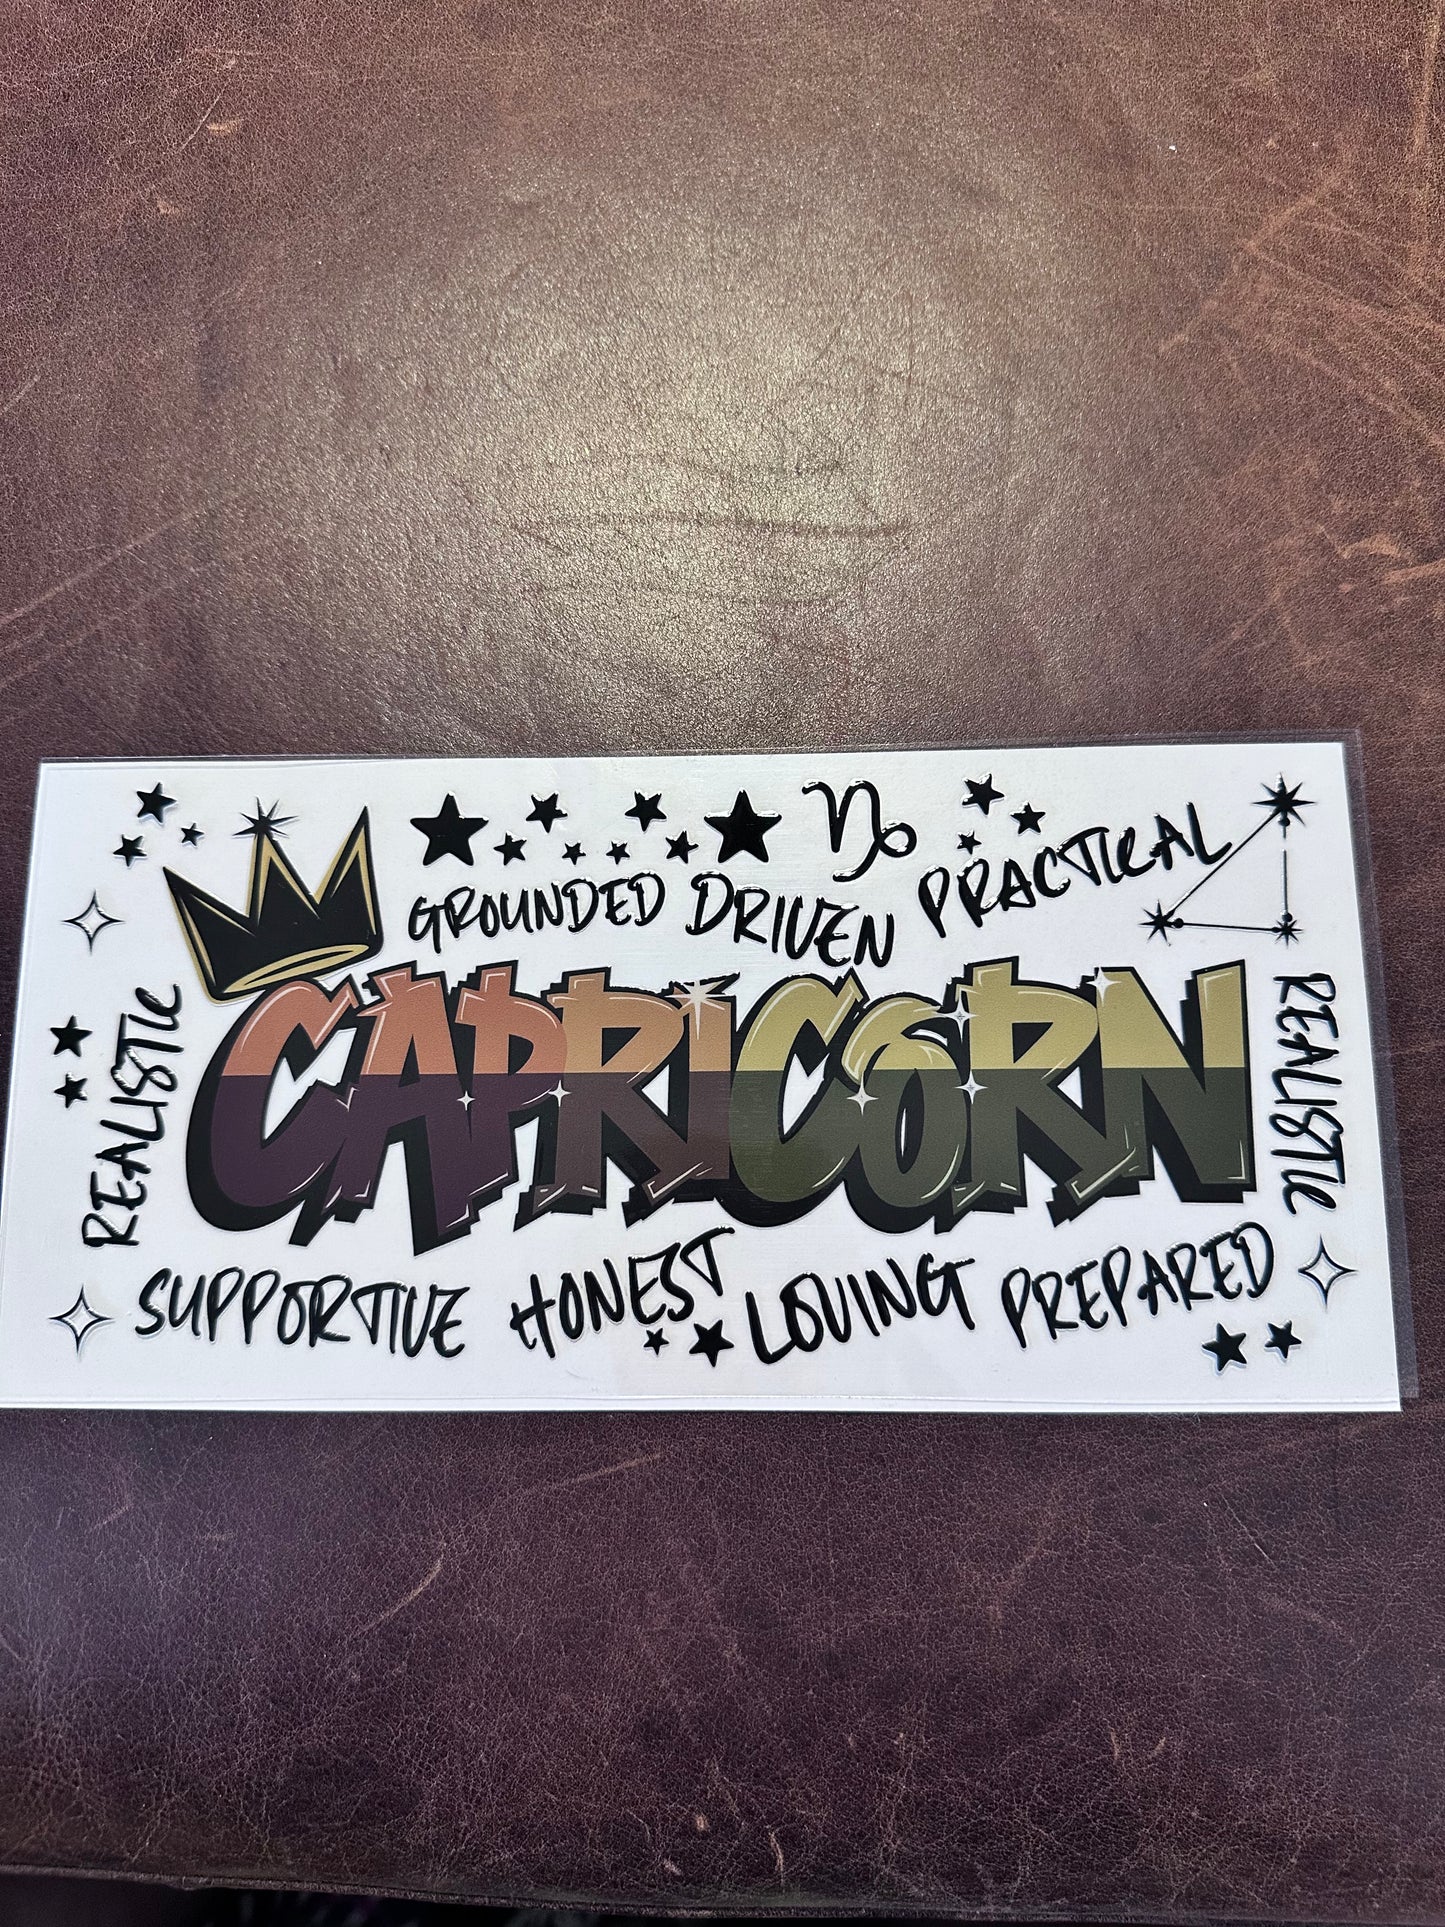 GROUNDED DRIVEN PRACTICAL
REALISTIC
CAPRICORN
REALISTIC
SUPPORTIVE HONEST LOVING PREPARED